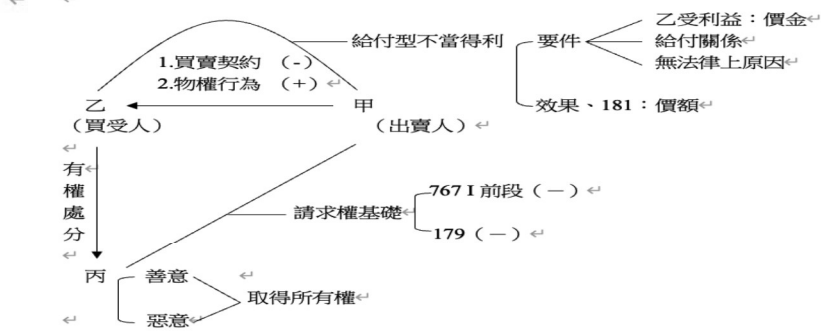 乙受利益：價金
給付型不當得利
要件
給付關係
無法律上原因
1.買賣契約 （-）
2.物權行為 （+）
乙
甲
效果、181：價額
（買受人）
（出賣人）
有權處分
767 I 前段（－）
請求權基礎
179（－）
丙
善意
取得所有權
惡意